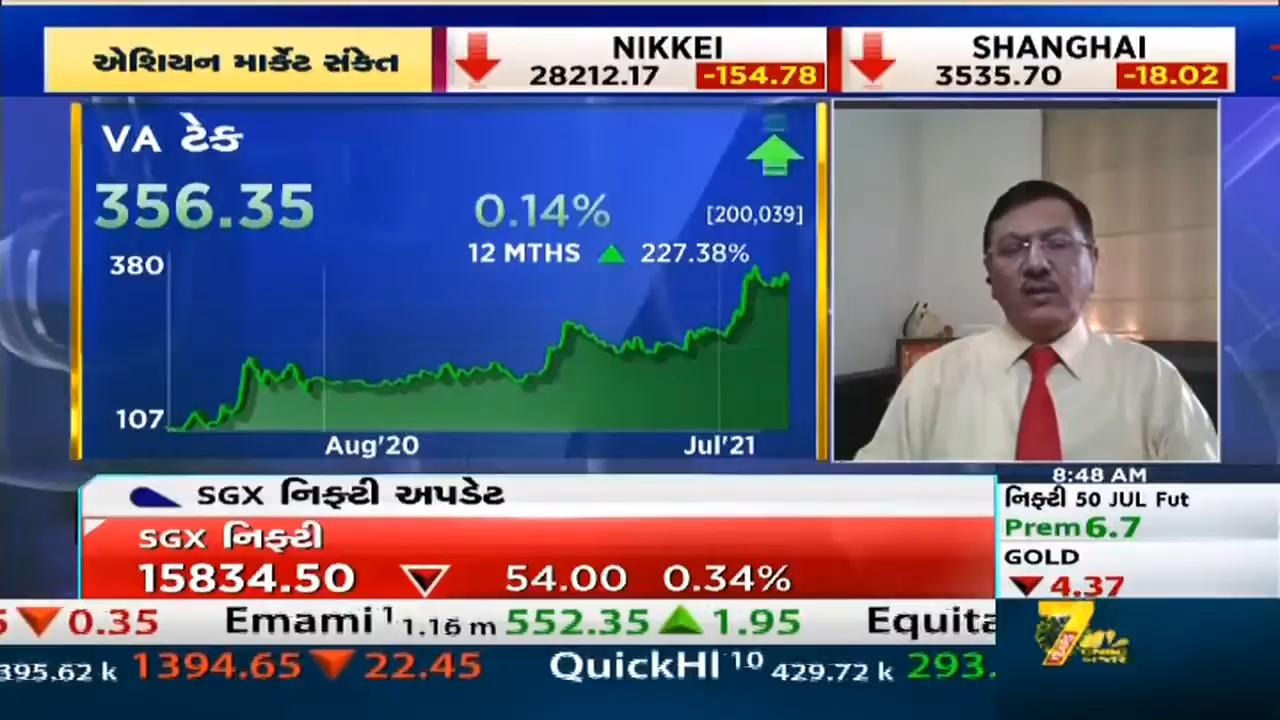 એશિયન માર્કેટ સંકેત
NIKKEI
28212.17 -154.78
SHANGHAI
3535.70 -18.02
VA ટેક
356.35 0.14% [200,039]
12 MTHS 227.38%
380
107
Aug'20 Jul'21
SGX નિફ્ટી અપડેટ
SGX નિફ્ટી
15834.50 54.00 0.34%
8:48 AM
નિફ્ટી 50 JUL Fut
Prem 6.7
GOLD
4.37
5 0.35 Emami 1 1.16 m 552.35 1.95 Equita
395.62 k 1394.65 22.45 QuickHl 10 429.72 k 293.
7